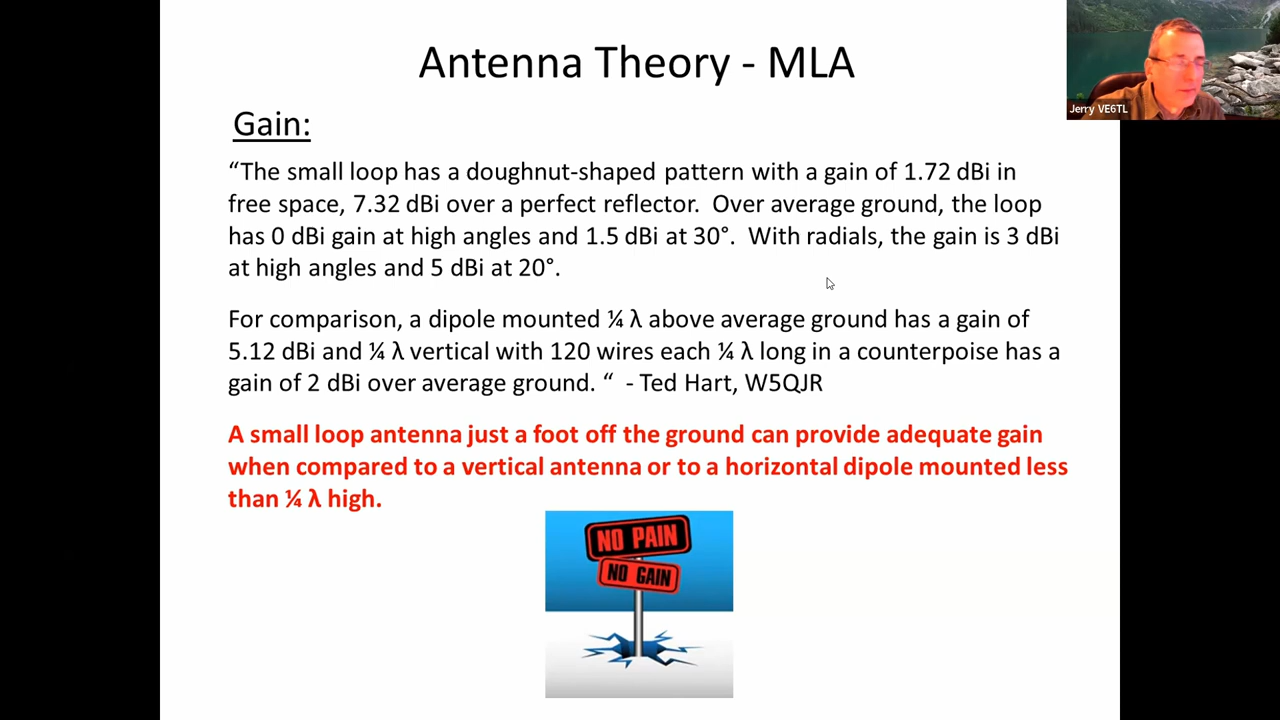 Antenna Theory - MLA
Jerry VE6TL
Gain:
“The small loop has a doughnut-shaped pattern with a gain of 1.72 dBi in
free space, 7.32 dBi over a perfect reflector.  Over average ground, the loop
has 0 dBi gain at high angles and 1.5 dBi at 30°.  With radials, the gain is 3 dBi
at high angles and 5 dBi at 20°.
For comparison, a dipole mounted ¼ λ above average ground has a gain of
5.12 dBi and ¼ λ vertical with 120 wires each ¼ λ long in a counterpoise has a
gain of 2 dBi over average ground. “  - Ted Hart, W5QJR
A small loop antenna just a foot off the ground can provide adequate gain
when compared to a vertical antenna or to a horizontal dipole mounted less
than ¼ λ high.
NO PAIN
NO GAIN